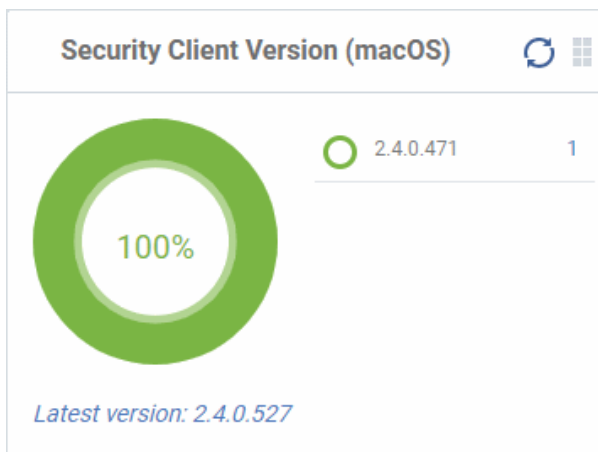 Security Client Version (macOS)
2.4.0.471 1
100%
Latest version: 2.4.0.527